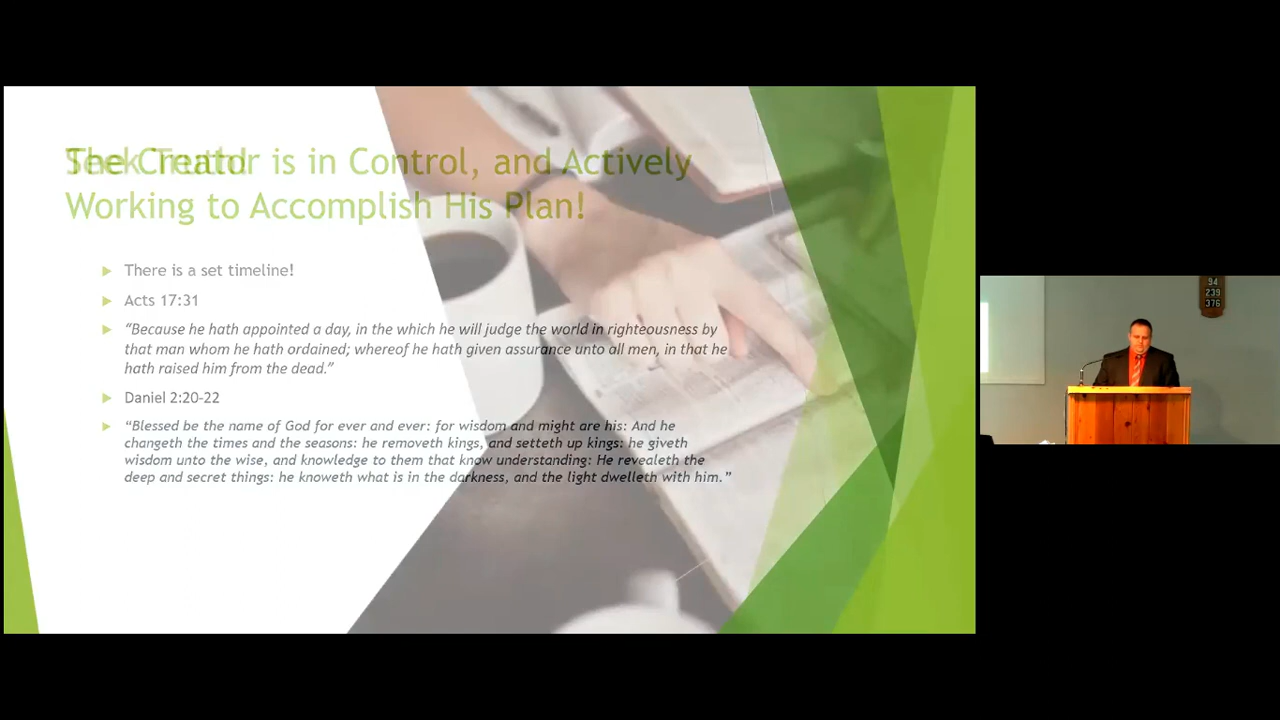 The Creator is in Control, and Actively
Working to Accomplish His Plan!
Seek Truth!
There is a set timeline!
Acts 17:31
“Because he hath appointed a day, in the which he will judge the world in righteousness by
that man whom he hath ordained; whereof he hath given assurance unto all men, in that he
hath raised him from the dead.”
Daniel 2:20-22
“Blessed be the name of God for ever and ever: for wisdom and might are his: And he
changeth the times and the seasons: he removeth kings, and setteth up kings: he giveth
wisdom unto the wise, and knowledge to them that know understanding: He revealeth the
deep and secret things: he knoweth what is in the darkness, and the light dwelleth with him.”
94
239
376